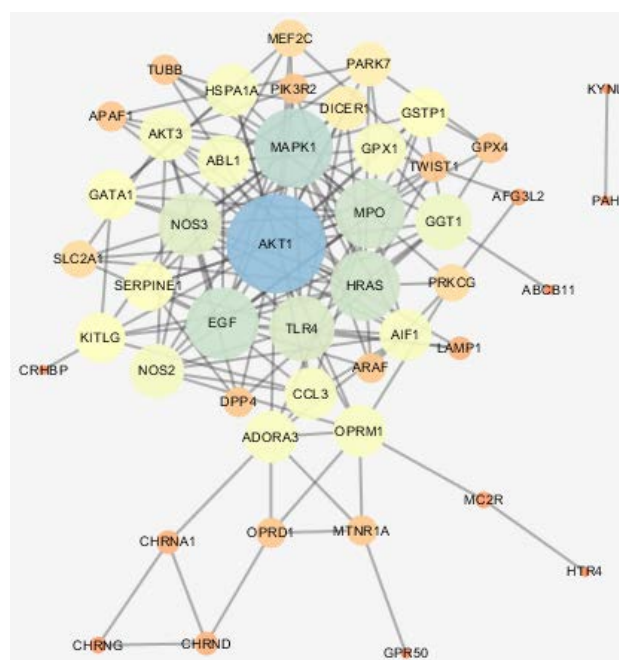 MEF2C
TUBB
PARK7
KYNU
HSPA1A
PIK3R2
DICER1
APAF1
GSTP1
AKT3
MAPK1
GPX1
GPX4
ABL1
TWIST1
GATA1
AFG3L2
PAH
NOS3
MPO
GGT1
AKT1
SLC2A1
SERPINE1
HRAS
PRKCG
ABCB11
EGF
TLR4
AIF1
KITLG
LAMP1
CRHBP
NOS2
ARAF
CCL3
DPP4
ADORA3
OPRM1
MC2R
CHRNA1
OPRD1
MTNR1A
HTR4
CHRNG
CHRND
GPR50